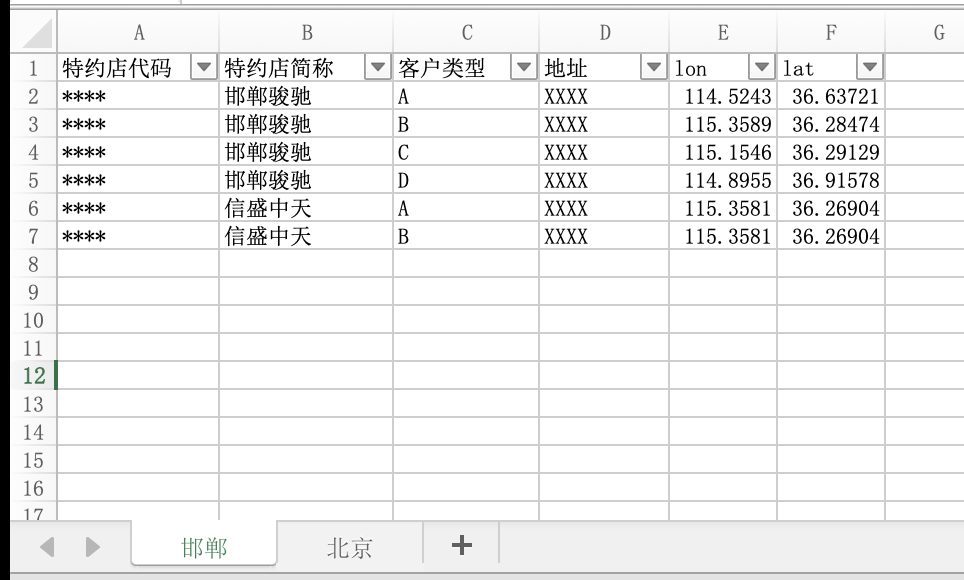 A B C D E F G
1 特约店代码 特约店简称 客户类型 地址 lon lat
2 **** 邯郸骏驰 A XXXX 114.5243 36.63721
3 **** 邯郸骏驰 B XXXX 115.3589 36.28474
4 **** 邯郸骏驰 C XXXX 115.1546 36.29129
5 **** 邯郸骏驰 D XXXX 114.8955 36.91578
6 **** 信盛中天 A XXXX 115.3581 36.26904
7 **** 信盛中天 B XXXX 115.3581 36.26904
8
9
10
11
12
13
14
15
16
17
邯郸 北京 +